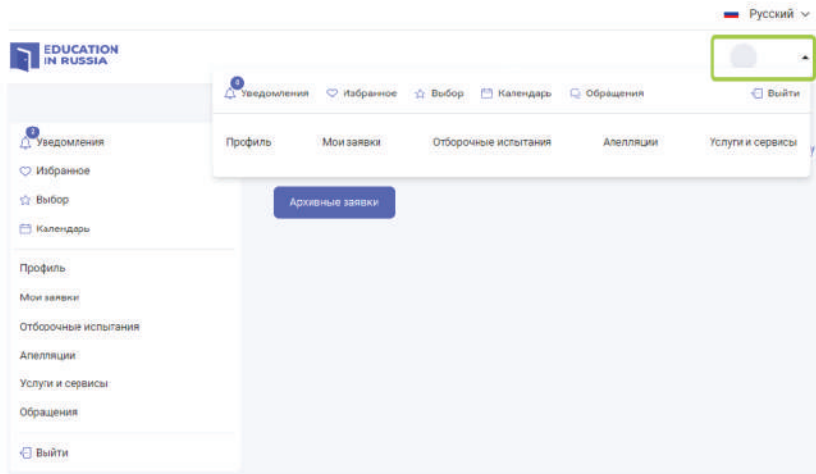 Русский
EDUCATION
IN RUSSIA
Уведомления Избранное Выбор Календарь Обращения Выйти
Профиль Мои заявки Отборочные испытания Апелляции Услуги и сервисы
Архивные заявки
2
Уведомления
Избранное
Выбор
Календарь
Профиль
Мои заявки
Отборочные испытания
Апелляции
Услуги и сервисы
Обращения
Выйти